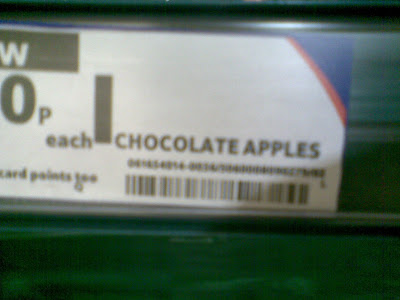 W
0P
each
CHOCOLATE APPLES
card points too